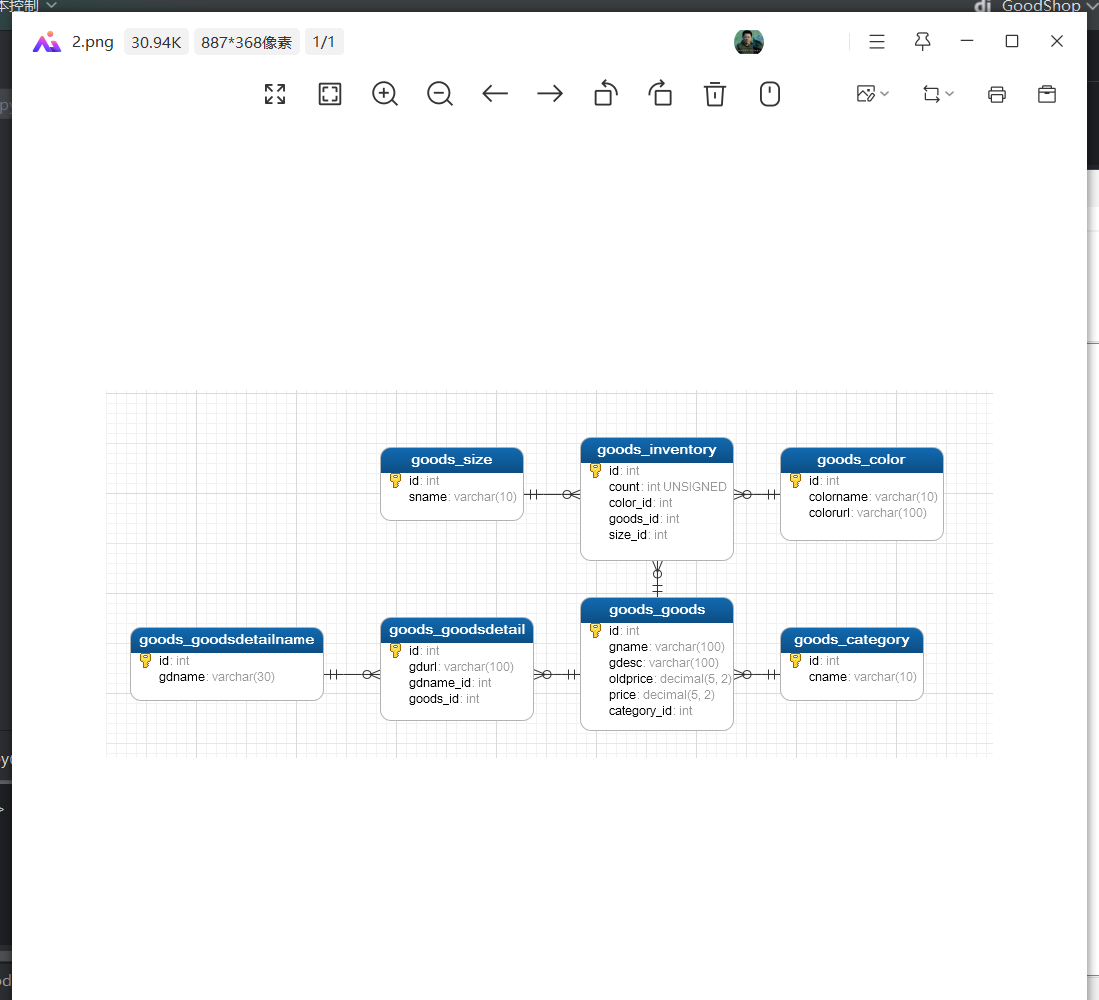 本控制
GoodShop
2.png 30.94K 887*368像素 1/1
goods_size
id: int
sname: varchar(10)
goods_inventory
id: int
count: int UNSIGNED
color_id: int
goods_id: int
size_id: int
goods_color
id: int
colorname: varchar(10)
colorurl: varchar(100)
goods_goodsdetailname
id: int
gdname: varchar(30)
goods_goodsdetail
id: int
gdurl: varchar(100)
gdname_id: int
goods_id: int
goods_goods
id: int
gname: varchar(100)
gdesc: varchar(100)
oldprice: decimal(5, 2)
price: decimal(5, 2)
category_id: int
goods_category
id: int
cname: varchar(10)